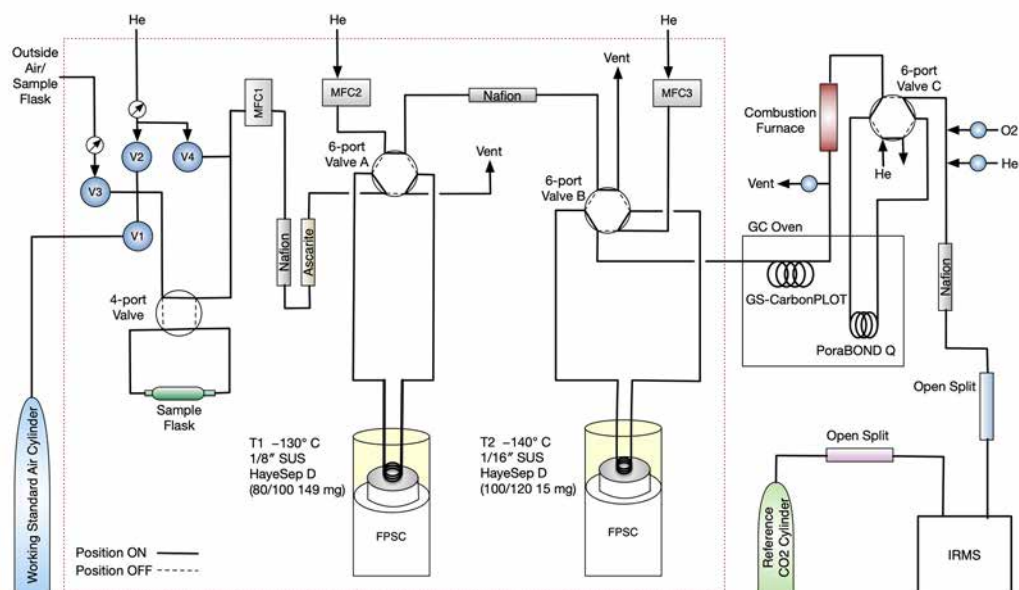 He
He
He
Outside
Air/
Sample
Flask
MFC1
MFC2
MFC3
Vent
Nafion
6-port
Valve C
Combustion
Furnace
O2
He
He
Vent
V2
V4
V3
V1
6-port
Valve A
Vent
6-port
Valve B
GC Oven
Nafion
Ascarite
GS-CarbonPLOT
PoraBOND Q
Nafion
4-port
Valve
Sample
Flask
Open Split
Open Split
T1 −130° C
1/8″ SUS
HayeSep D
(80/100 149 mg)
T2 −140° C
1/16″ SUS
HayeSep D
(100/120 15 mg)
FPSC
FPSC
Working Standard Air Cylinder
Reference
CO2 Cylinder
IRMS
Position ON
Position OFF